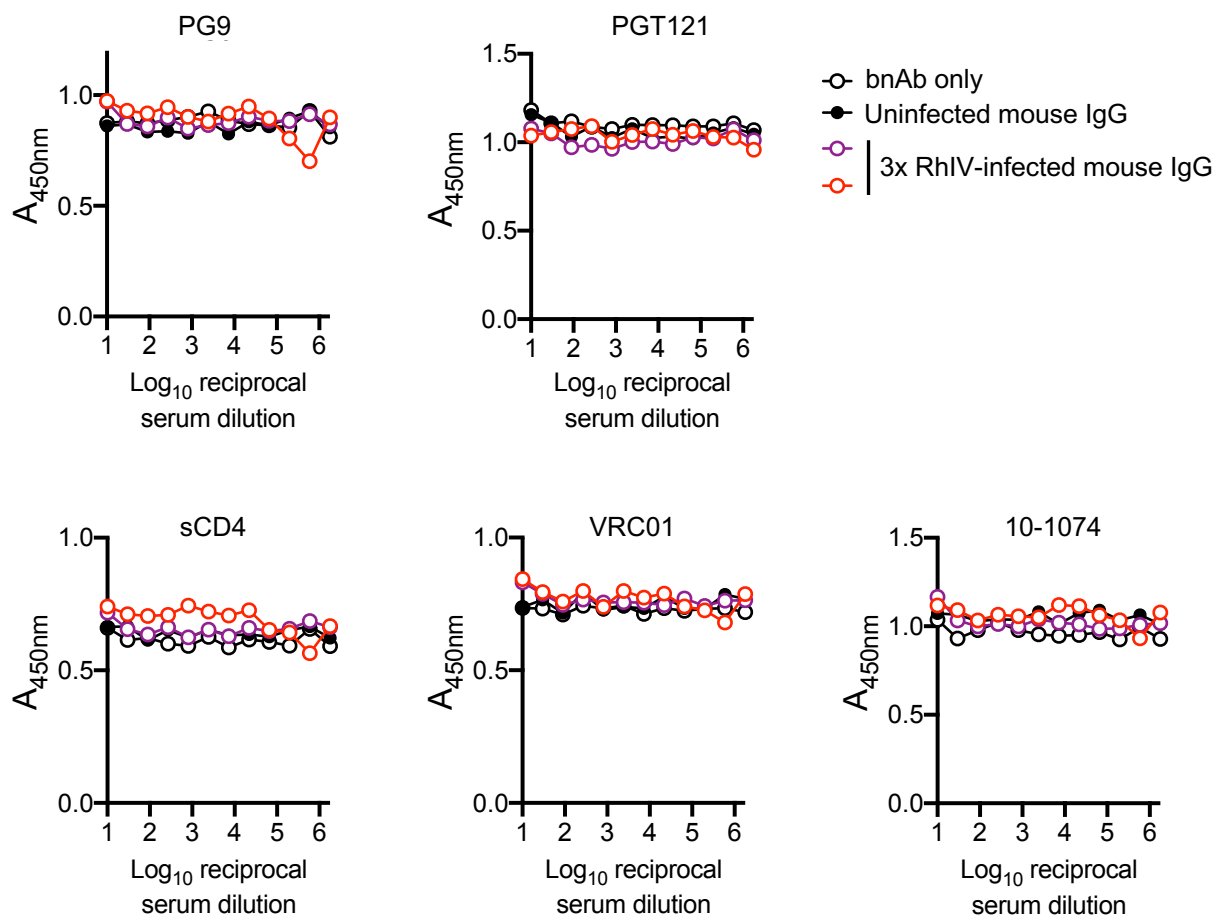 PG9
1.0
0.5
0.0
A450nm
1 2 3 4 5 6
Log10 reciprocal
serum dilution
PGT121
1.5
1.0
0.5
0.0
A450nm
1 2 3 4 5 6
Log10 reciprocal
serum dilution
bnAb only
Uninfected mouse IgG
3x RhIV-infected mouse IgG
sCD4
1.0
0.5
0.0
A450nm
1 2 3 4 5 6
Log10 reciprocal
serum dilution
VRC01
1.0
0.5
0.0
A450nm
1 2 3 4 5 6
Log10 reciprocal
serum dilution
10-1074
1.5
1.0
0.5
0.0
A450nm
1 2 3 4 5 6
Log10 reciprocal
serum dilution